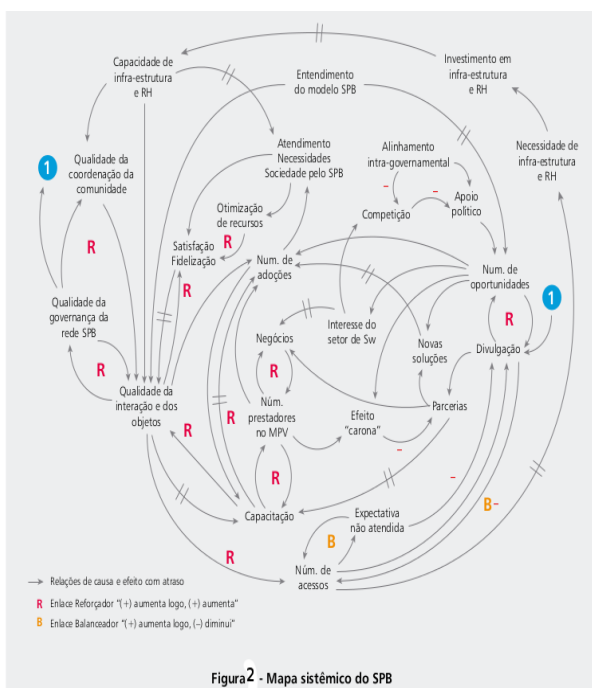 Capacidade de
infra-estrutura
e RH
Entendimento
do modelo SPB
Investimento em
infra-estrutura
e RH
1
Qualidade da
coordenação da
comunidade
Atendimento
Necessidades
Sociedade pelo SPB
Alinhamento
intra-governamental
Necessidade de
infra-estrutura
e RH
–
–
Competição
Apoio
político
Otimização
de recursos
R
R
Satisfação
Fidelização
Num. de
adoções
Num. de
oportunidades
R
1
Qualidade da
governança da
rede SPB
Negócios
Interesse do
setor de Sw
Novas
soluções
R
Divulgação
R
R
Qualidade da
interação e dos
objetos
Núm.
prestadores
no MPV
Efeito
“carona”
Parcerias
R
R
–
R
–
Capacitação
Expectativa
não atendida
B–
B
R
Núm. de
acessos
Relações de causa e efeito com atraso
R Enlace Reforçador “(+) aumenta logo, (+) aumenta“
B Enlace Balanceador “(+) aumenta logo, (–) diminui“
Figura 2 - Mapa sistêmico do SPB